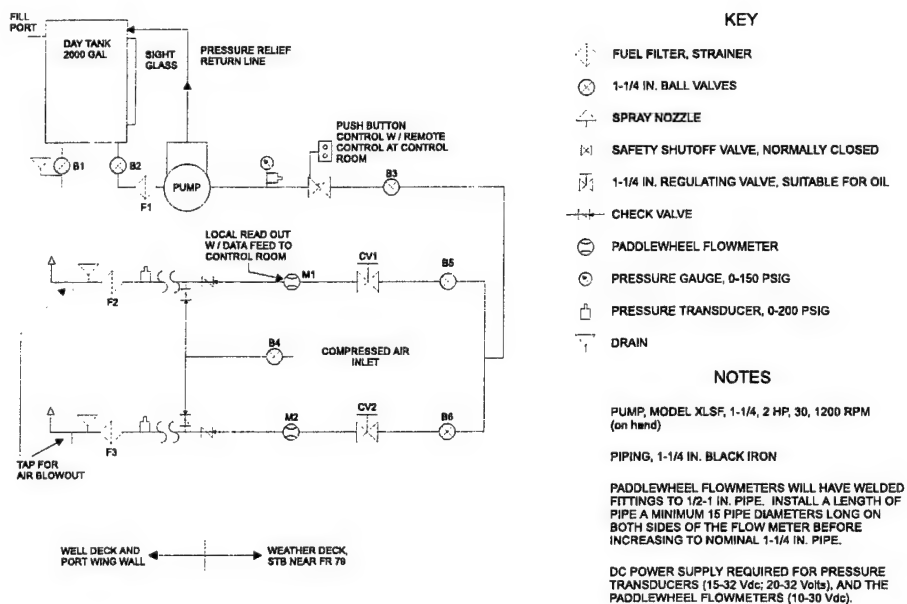 FILL
PORT
DAY TANK
2000 GAL
SIGHT
GLASS
PRESSURE RELIEF
RETURN LINE
B1
B2
F1
PUMP
PUSH BUTTON
CONTROL W / REMOTE
CONTROL AT CONTROL
ROOM
B3
LOCAL READ OUT
W / DATA FEED TO
CONTROL ROOM
M1
CV1
B5
F2
B4
COMPRESSED AIR
INLET
M2
CV2
B6
F3
TAP FOR
AIR BLOWOUT
WELL DECK AND
PORT WING WALL
WEATHER DECK,
STB NEAR FR 79
KEY
FUEL FILTER, STRAINER
1-1/4 IN. BALL VALVES
SPRAY NOZZLE
SAFETY SHUTOFF VALVE, NORMALLY CLOSED
1-1/4 IN. REGULATING VALVE, SUITABLE FOR OIL
CHECK VALVE
PADDLEWHEEL FLOWMETER
PRESSURE GAUGE, 0-150 PSIG
PRESSURE TRANSDUCER, 0-200 PSIG
DRAIN
NOTES
PUMP, MODEL XLSF, 1-1/4, 2 HP, 30, 1200 RPM
(on hand)
PIPING, 1-1/4 IN. BLACK IRON
PADDLEWHEEL FLOWMETERS WILL HAVE WELDED
FITTINGS TO 1/2-1 IN. PIPE. INSTALL A LENGTH OF
PIPE A MINIMUM 15 PIPE DIAMETERS LONG ON
BOTH SIDES OF THE FLOW METER BEFORE
INCREASING TO NOMINAL 1-1/4 IN. PIPE.
DC POWER SUPPLY REQUIRED FOR PRESSURE
TRANSDUCERS (15-32 Vdc; 20-32 Volts), AND THE
PADDLEWHEEL FLOWMETERS (10-30 Vdc).